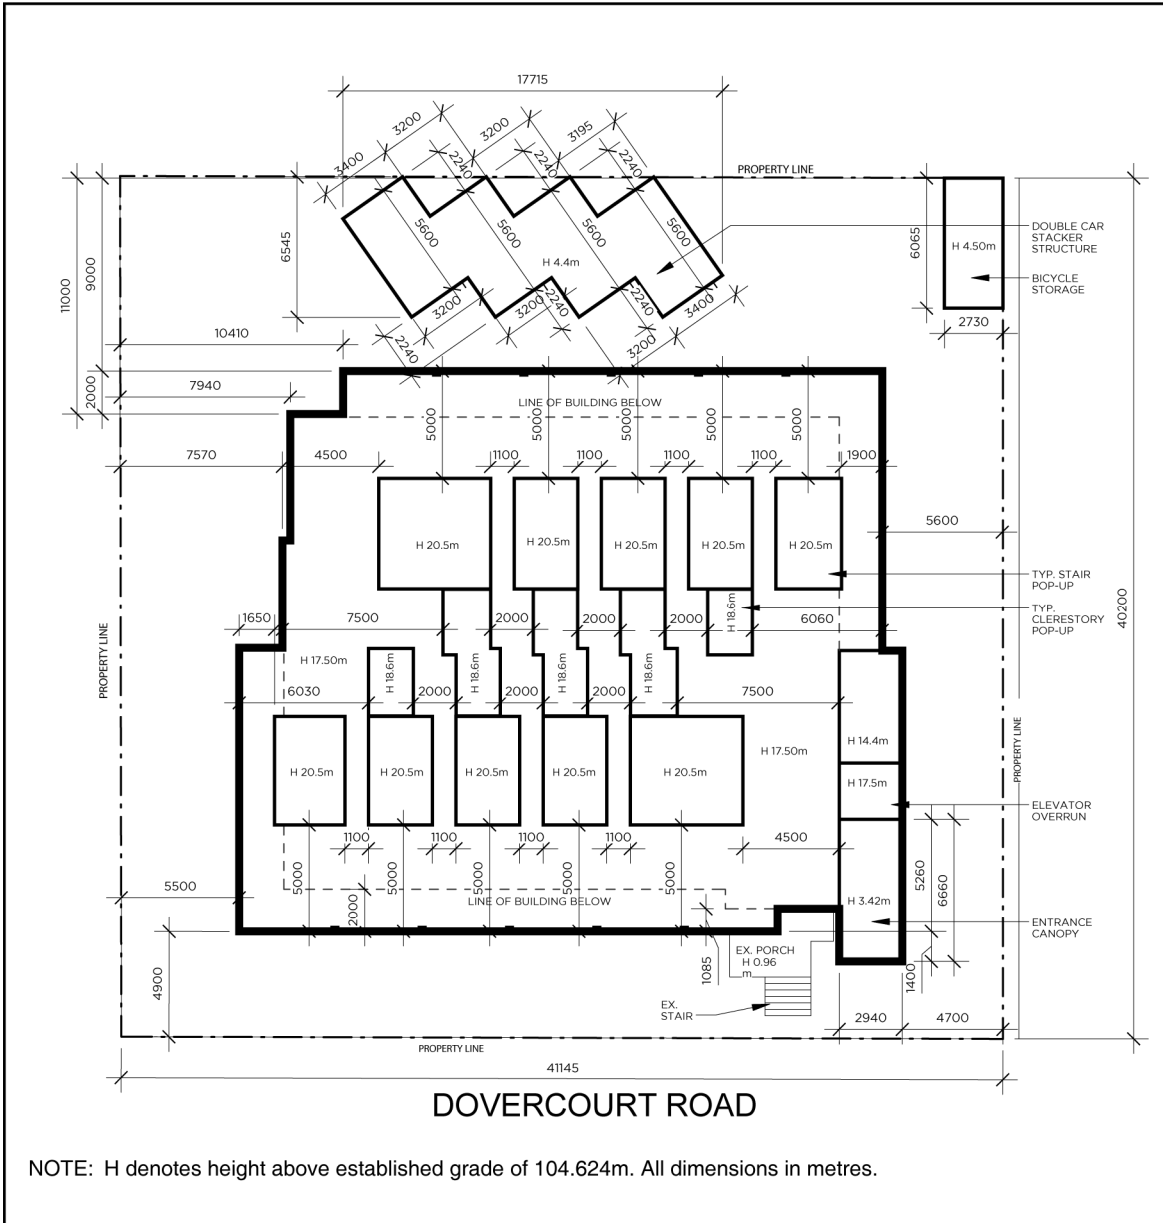 17715
3200
3200
3195
3400
2240
2240
2240
PROPERTY LINE
5600
5600
5600
5600
6545
H 4.4m
6065
H 4.50m
DOUBLE CAR
STACKER
STRUCTURE
BICYCLE
STORAGE
11000
9000
3200
3200
2240
2240
3400
3200
2240
2730
10410
2000
7940
LINE OF BUILDING BELOW
5000
5000
5000
5000
5000
7570
4500
1100
1100
1100
1100
1900
5600
H 20.5m
H 20.5m
H 20.5m
H 20.5m
H 20.5m
TYP. STAIR
POP-UP
TYP.
CLERESTORY
POP-UP
40200
1650
7500
2000
2000
2000
H 18.6m
6060
PROPERTY LINE
H 17.50m
H 18.6m
H 18.6m
H 18.6m
H 18.6m
6030
2000
2000
2000
7500
H 14.4m
H 17.50m
PROPERTY LINE
H 20.5m
H 20.5m
H 20.5m
H 20.5m
H 20.5m
H 17.5m
ELEVATOR
OVERRUN
1100
1100
1100
1100
4500
5000
5000
5000
5000
5000
5260
6660
5500
2000
LINE OF BUILDING BELOW
H 3.42m
ENTRANCE
CANOPY
4900
1085
EX. PORCH
H 0.96
m
1400
EX.
STAIR
2940
4700
PROPERTY LINE
41145
DOVERCOURT ROAD
NOTE: H denotes height above established grade of 104.624m. All dimensions in metres.